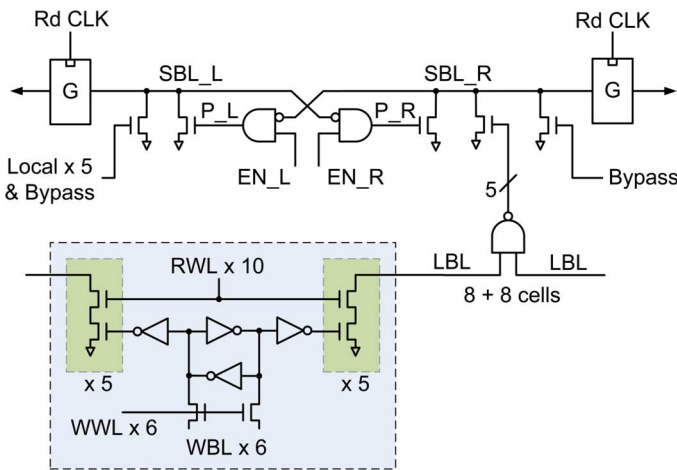 Rd CLK
Rd CLK
G
SBL_L
SBL_R
G
P_L
P_R
Local x 5
& Bypass
EN_L
EN_R
5
Bypass
RWL x 10
LBL
LBL
8 + 8 cells
x 5
x 5
WWL x 6
WBL x 6